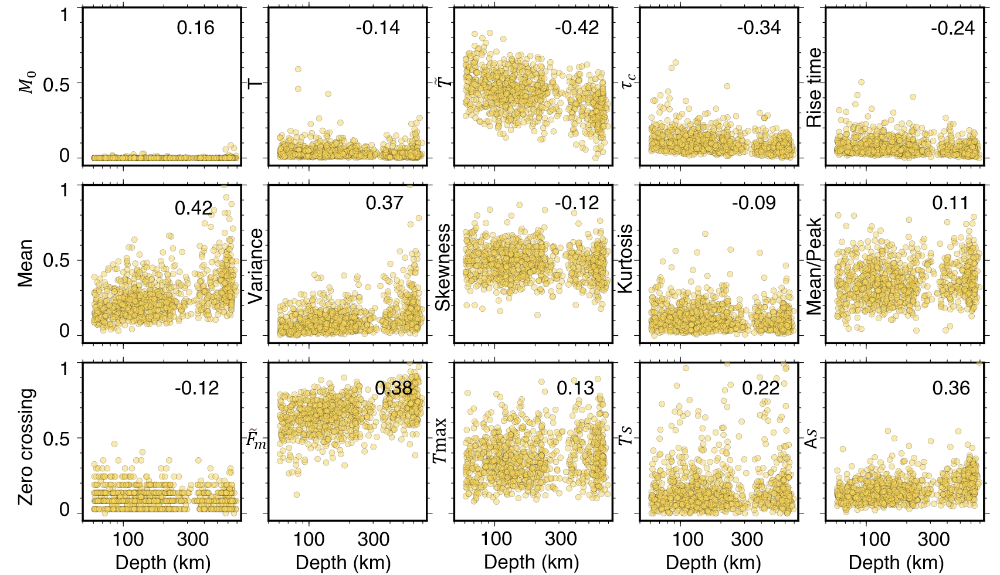 1
0.5
0
M₀
0.16
T
-0.14
T̃
-0.42
τ_c
-0.34
Rise time
-0.24
1
0.5
0
Mean
0.42
Variance
0.37
Skewness
-0.12
Kurtosis
-0.09
Mean/Peak
0.11
1
0.5
0
Zero crossing
-0.12
F̃_m
0.38
Tmax
0.13
Ts
0.22
As
0.36
100 300
100 300
100 300
100 300
100 300
Depth (km)
Depth (km)
Depth (km)
Depth (km)
Depth (km)